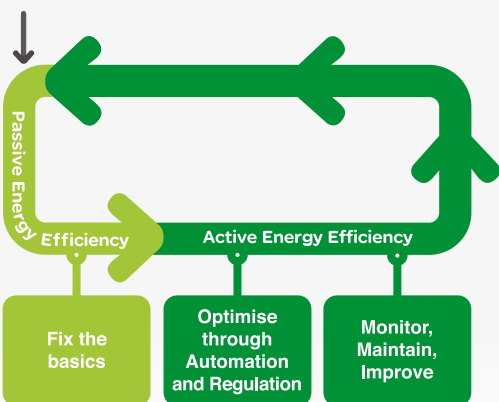 Passive Energy
Efficiency
Active Energy Efficiency
Fix the
basics
Optimise
through
Automation
and Regulation
Monitor,
Maintain,
Improve